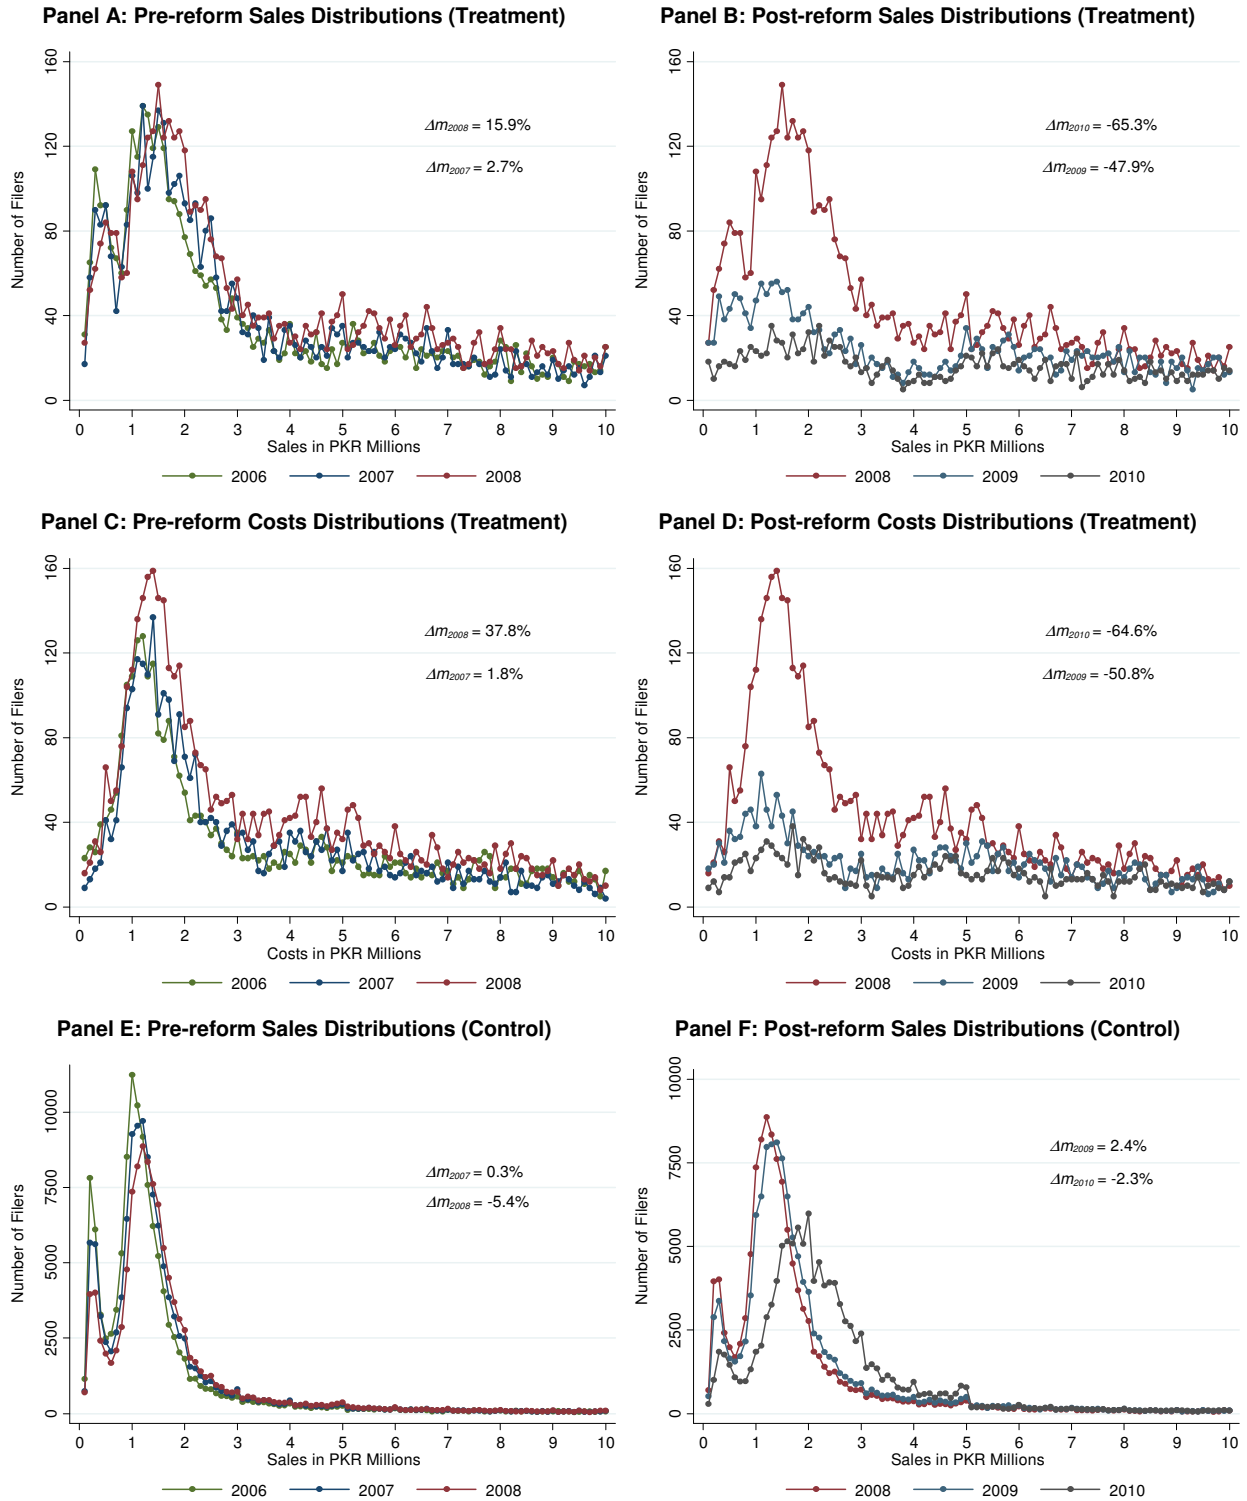 Panel A: Pre-reform Sales Distributions (Treatment)
Number of Filers
160
120
80
40
0
Δm2008 = 15.9%
Δm2007 = 2.7%
0 1 2 3 4 5 6 7 8 9 10
Sales in PKR Millions
2006 2007 2008
Panel B: Post-reform Sales Distributions (Treatment)
Number of Filers
160
120
80
40
0
Δm2010 = -65.3%
Δm2009 = -47.9%
0 1 2 3 4 5 6 7 8 9 10
Sales in PKR Millions
2008 2009 2010
Panel C: Pre-reform Costs Distributions (Treatment)
Number of Filers
160
120
80
40
0
Δm2008 = 37.8%
Δm2007 = 1.8%
0 1 2 3 4 5 6 7 8 9 10
Costs in PKR Millions
2006 2007 2008
Panel D: Post-reform Costs Distributions (Treatment)
Number of Filers
160
120
80
40
0
Δm2010 = -64.6%
Δm2009 = -50.8%
0 1 2 3 4 5 6 7 8 9 10
Costs in PKR Millions
2008 2009 2010
Panel E: Pre-reform Sales Distributions (Control)
Number of Filers
10000
7500
5000
2500
0
Δm2007 = 0.3%
Δm2008 = -5.4%
0 1 2 3 4 5 6 7 8 9 10
Sales in PKR Millions
2006 2007 2008
Panel F: Post-reform Sales Distributions (Control)
Number of Filers
10000
7500
5000
2500
0
Δm2009 = 2.4%
Δm2010 = -2.3%
0 1 2 3 4 5 6 7 8 9 10
Sales in PKR Millions
2008 2009 2010